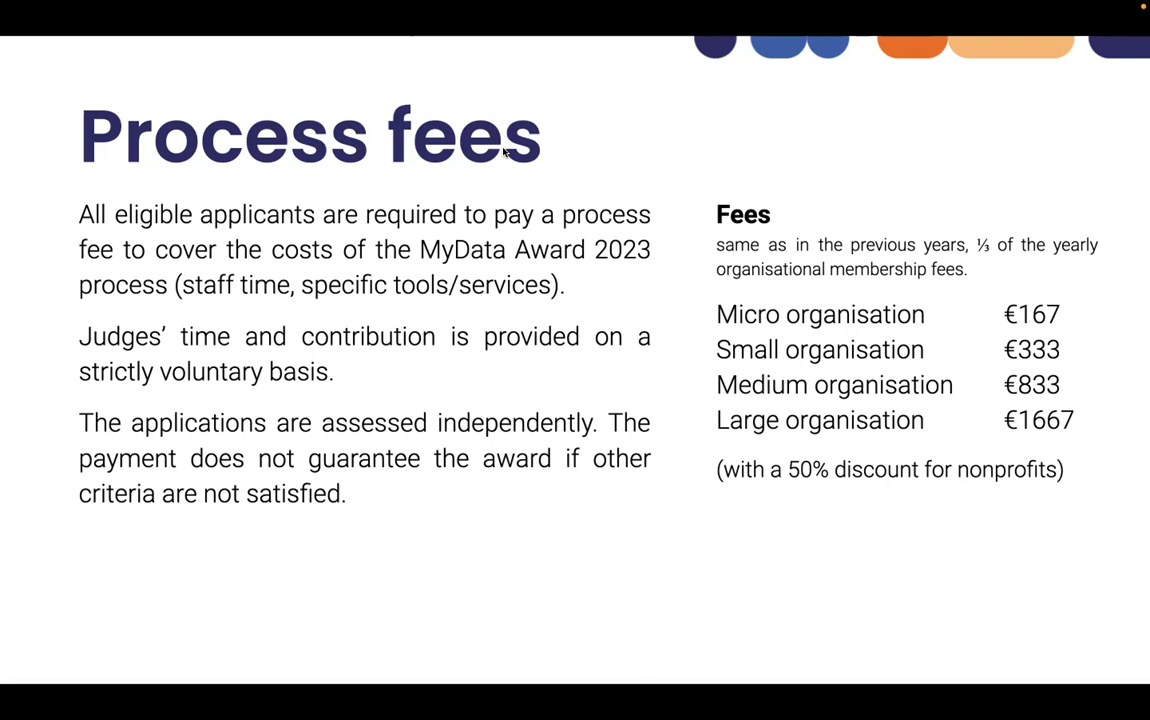 Process fees
All eligible applicants are required to pay a process
fee to cover the costs of the MyData Award 2023
process (staff time, specific tools/services).
Judges’ time and contribution is provided on a
strictly voluntary basis.
The applications are assessed independently. The
payment does not guarantee the award if other
criteria are not satisfied.
Fees
same as in the previous years, ⅓ of the yearly
organisational membership fees.
Micro organisation €167
Small organisation €333
Medium organisation €833
Large organisation €1667
(with a 50% discount for nonprofits)